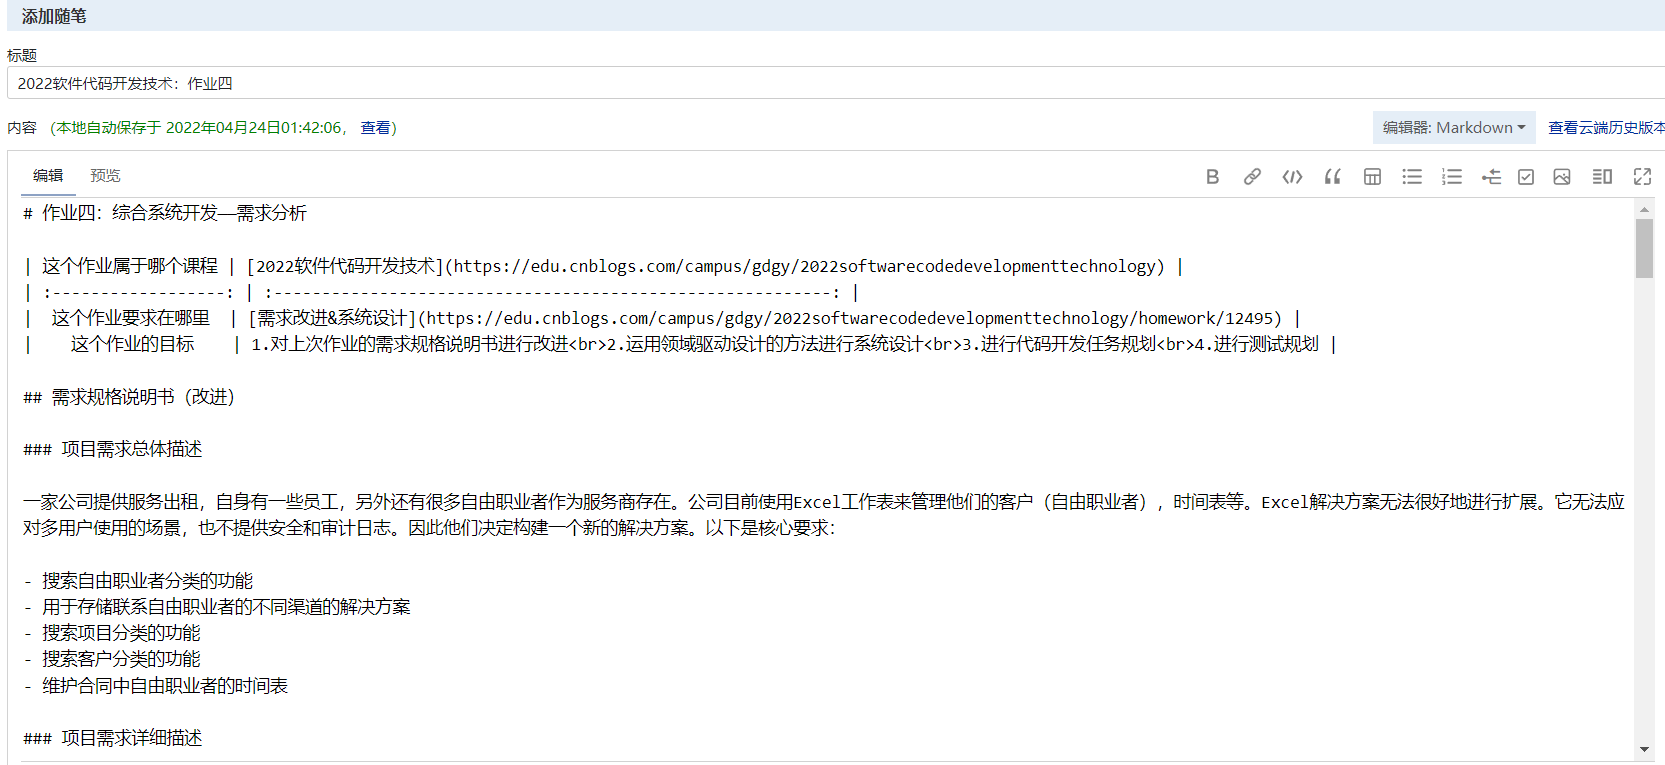 添加随笔
标题
2022软件代码开发技术：作业四
内容 （本地自动保存于 2022年04月24日01:42:06， 查看）
编辑器: Markdown
查看云端历史版本
编辑 预览
# 作业四：综合系统开发——需求分析
| 这个作业属于哪个课程 | [2022软件代码开发技术](https://edu.cnblogs.com/campus/gdgy/2022softwarecodedevelopmenttechnology) |
| :------------------: | :----------------------------------------------------------: |
| 这个作业要求在哪里 | [需求改进&系统设计](https://edu.cnblogs.com/campus/gdgy/2022softwarecodedevelopmenttechnology/homework/12495) |
| 这个作业的目标 | 1.对上次作业的需求规格说明书进行改进<br>2.运用领域驱动设计的方法进行系统设计<br>3.进行代码开发任务规划<br>4.进行测试规划 |
## 需求规格说明书（改进）
### 项目需求总体描述
一家公司提供服务出租，自身有一些员工，另外还有很多自由职业者作为服务商存在。公司目前使用Excel工作表来管理他们的客户（自由职业者），时间表等。Excel解决方案无法很好地进行扩展。它无法应
对多用户使用的场景，也不提供安全和审计日志。因此他们决定构建一个新的解决方案。以下是核心要求：
- 搜索自由职业者分类的功能
- 用于存储联系自由职业者的不同渠道的解决方案
- 搜索项目分类的功能
- 搜索客户分类的功能
- 维护合同中自由职业者的时间表
### 项目需求详细描述